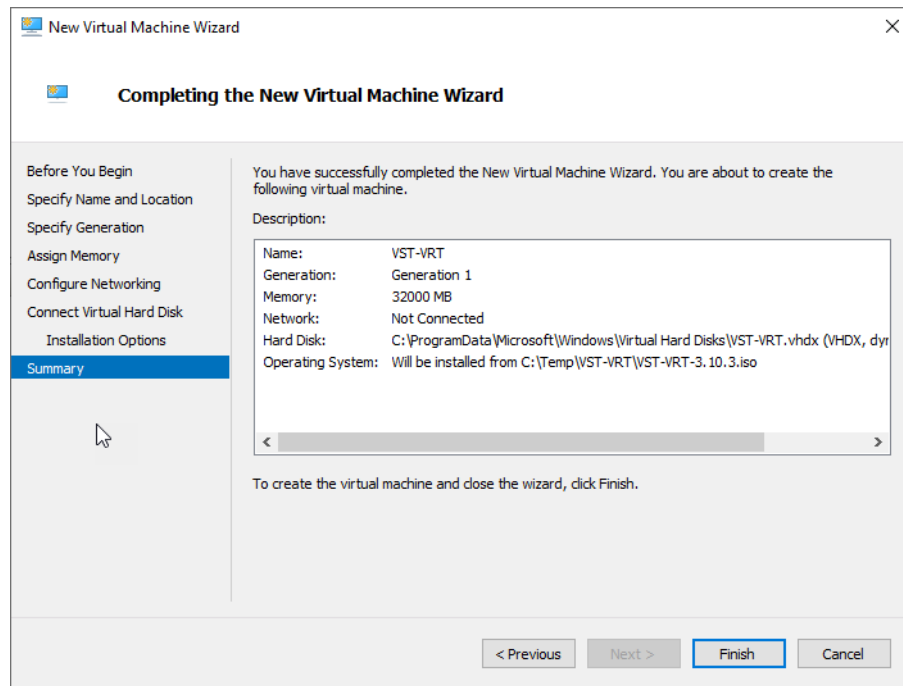 New Virtual Machine Wizard
Completing the New Virtual Machine Wizard
Before You Begin
Specify Name and Location
Specify Generation
Assign Memory
Configure Networking
Connect Virtual Hard Disk
Installation Options
Summary
You have successfully completed the New Virtual Machine Wizard. You are about to create the
following virtual machine.
Description:
Name: VST-VRT
Generation: Generation 1
Memory: 32000 MB
Network: Not Connected
Hard Disk: C:\ProgramData\Microsoft\Windows\Virtual Hard Disks\VST-VRT.vhdx (VHDX, dyr
Operating System: Will be installed from C:\Temp\VST-VRT\VST-VRT-3.10.3.iso
To create the virtual machine and close the wizard, click Finish.
< Previous
Next >
Finish
Cancel